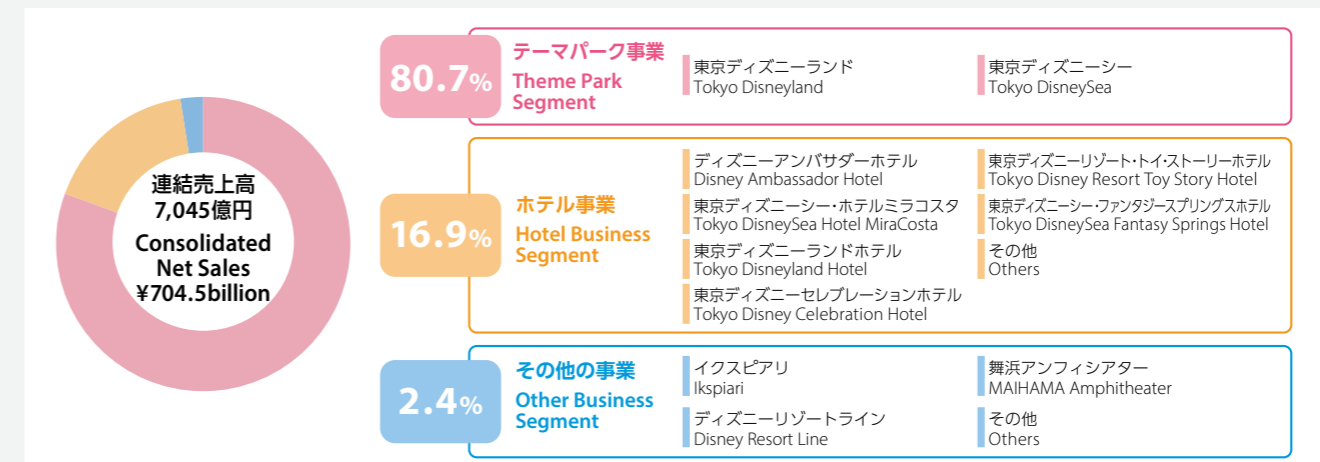 連結売上高
7,045億円
Consolidated
Net Sales
¥704.5billion
80.7%
テーマパーク事業
Theme Park
Segment
東京ディズニーランド
Tokyo Disneyland
東京ディズニーシー
Tokyo DisneySea
16.9%
ホテル事業
Hotel Business
Segment
ディズニーアンバサダーホテル
Disney Ambassador Hotel
東京ディズニーシー・ホテルミラコスタ
Tokyo DisneySea Hotel MiraCosta
東京ディズニーランドホテル
Tokyo Disneyland Hotel
東京ディズニーセレブレーションホテル
Tokyo Disney Celebration Hotel
東京ディズニーリゾート・トイ・ストーリーホテル
Tokyo Disney Resort Toy Story Hotel
東京ディズニーシー・ファンタジースプリングスホテル
Tokyo DisneySea Fantasy Springs Hotel
その他
Others
2.4%
その他の事業
Other Business
Segment
イクスピアリ
Ikspiari
ディズニーリゾートライン
Disney Resort Line
舞浜アンフィシアター
MAIHAMA Amphitheater
その他
Others